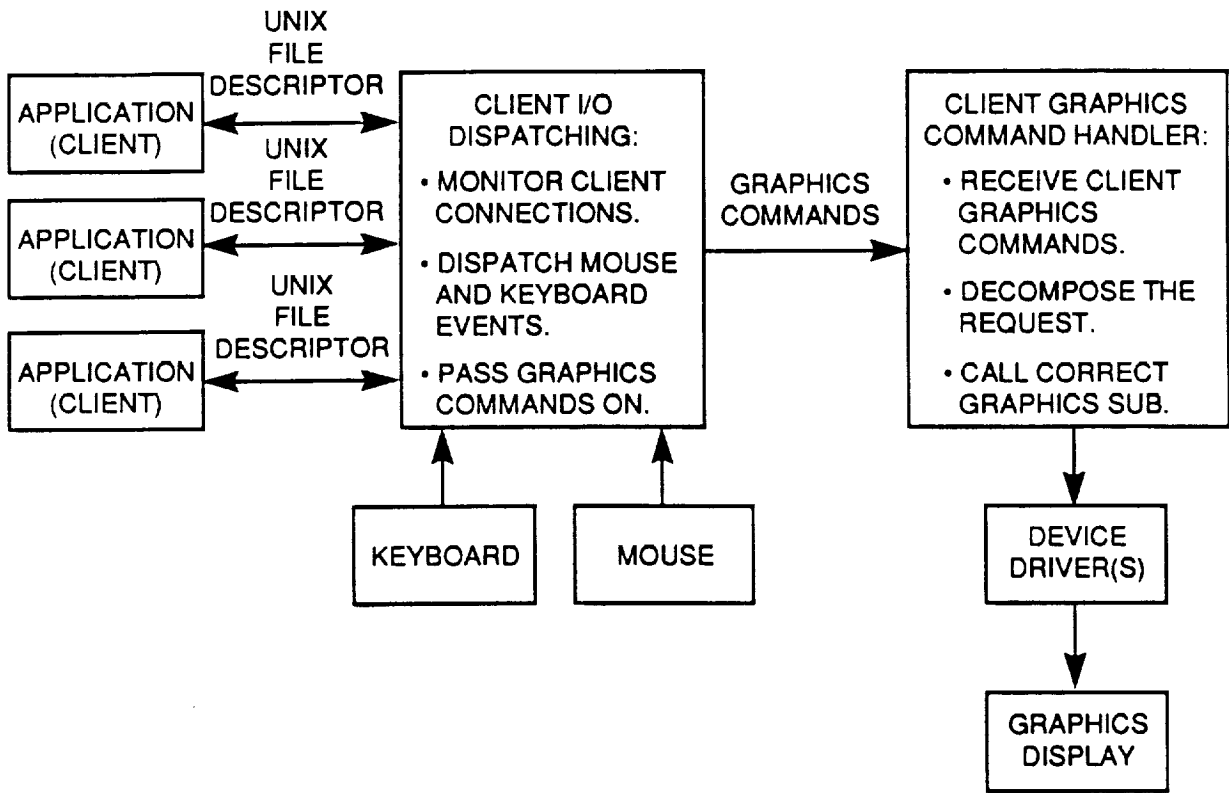 UNIX
FILE
DESCRIPTOR
APPLICATION
(CLIENT)
UNIX
FILE
DESCRIPTOR
APPLICATION
(CLIENT)
UNIX
FILE
DESCRIPTOR
APPLICATION
(CLIENT)
CLIENT I/O
DISPATCHING:
• MONITOR CLIENT
CONNECTIONS.
• DISPATCH MOUSE
AND KEYBOARD
EVENTS.
• PASS GRAPHICS
COMMANDS ON.
KEYBOARD
MOUSE
GRAPHICS
COMMANDS
CLIENT GRAPHICS
COMMAND HANDLER:
• RECEIVE CLIENT
GRAPHICS
COMMANDS.
• DECOMPOSE THE
REQUEST.
• CALL CORRECT
GRAPHICS SUB.
DEVICE
DRIVER(S)
GRAPHICS
DISPLAY